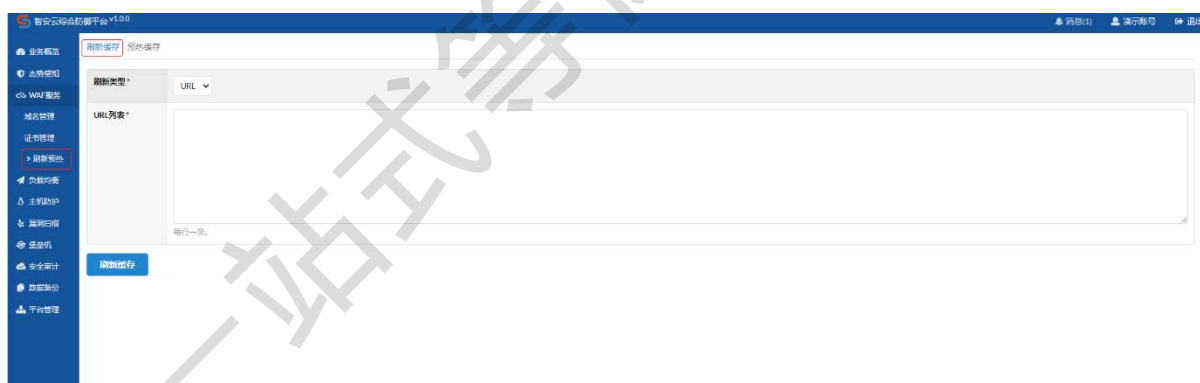 智安云综合防御平台 v1.0.0
消息(1) 演示账号 退出
业务概览
态势感知
WAF服务
域名管理
证书管理
> 刷新预热
负载均衡
主机防护
漏洞扫描
堡垒机
安全审计
数据备份
平台管理
刷新缓存 预热缓存
刷新类型*
URL
URL列表*
每行一条。
刷新缓存
一站式等